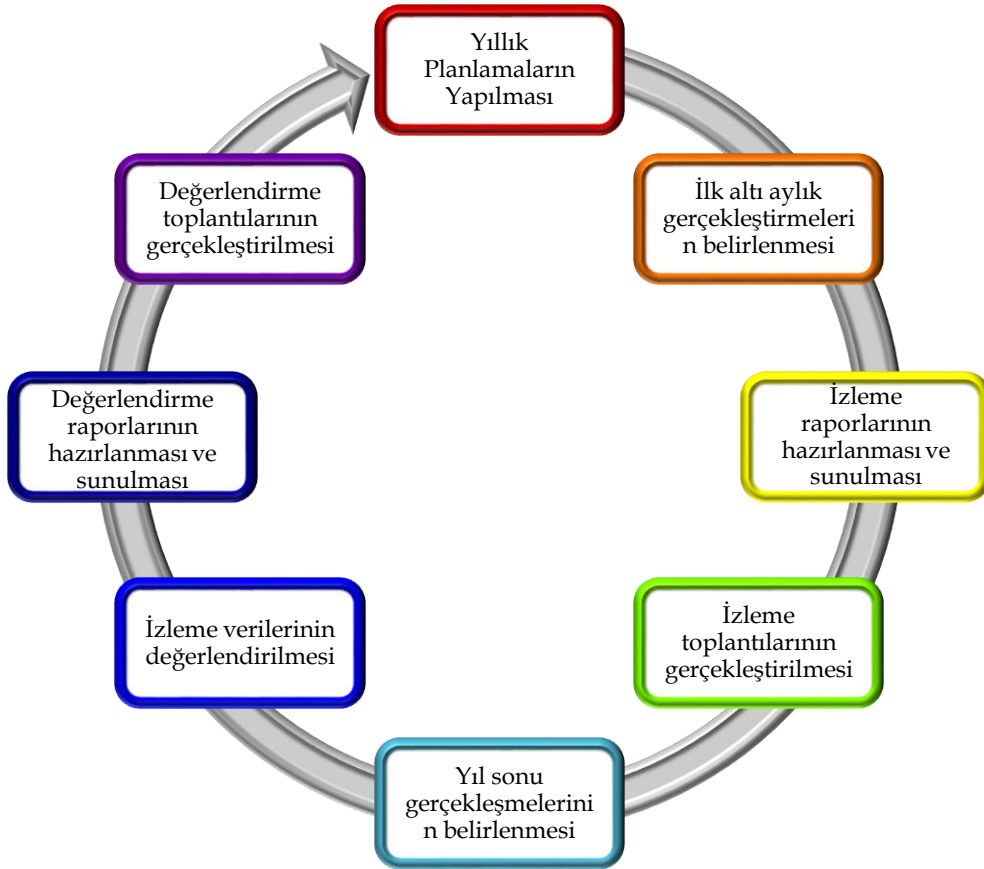 Yıllık
Planlamaların
Yapılması
İlk altı aylık
gerçekleştirmeleri
n belirlenmesi
İzleme
raporlarının
hazırlanması ve
sunulması
İzleme
toplantılarının
gerçekleştirilmesi
Yıl sonu
gerçekleşmelerini
n belirlenmesi
İzleme verilerinin
değerlendirilmesi
Değerlendirme
raporlarının
hazırlanması ve
sunulması
Değerlendirme
toplantılarının
gerçekleştirilmesi